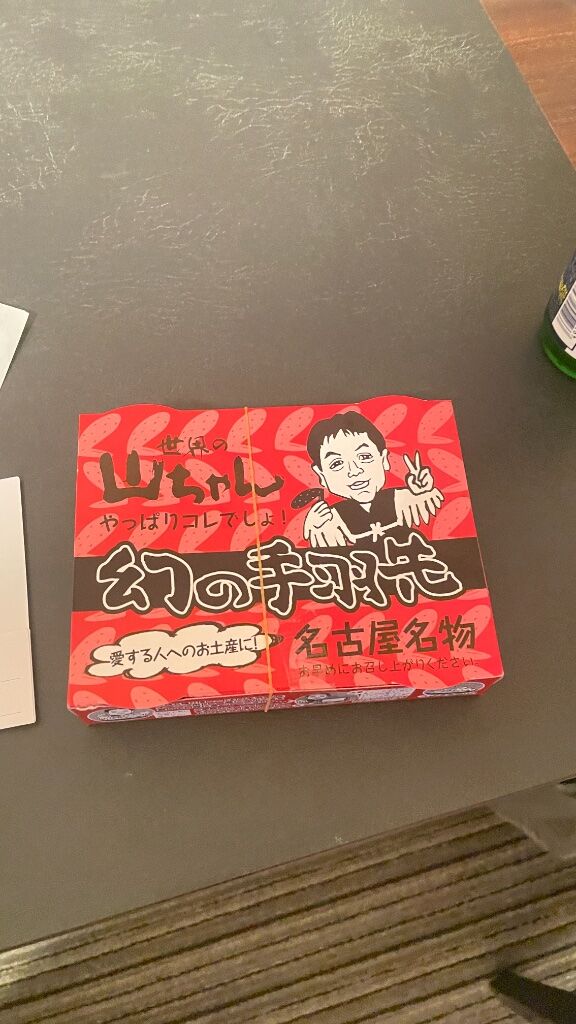 世界の
山ちゃん
やっぱりコレでしょ!
幻の手羽先
愛する人へのお土産に!
名古屋名物
お早めにお召し上がりください。